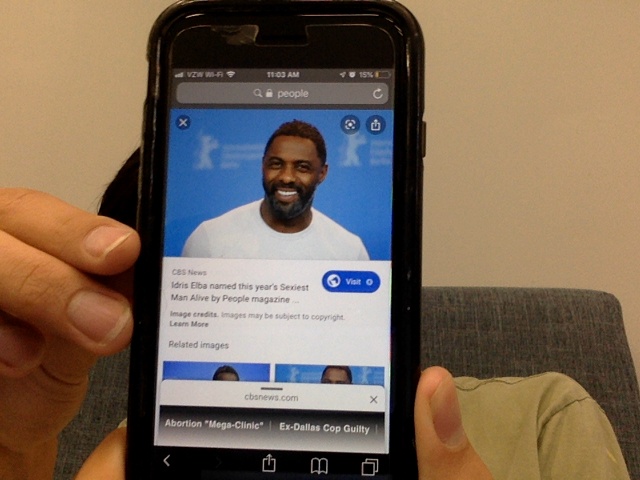 VZW Wi-Fi 11:03 AM 15%
people
CBS News
Idris Elba named this year's Sexiest
Man Alive by People magazine ...
Visit
Image credits. Images may be subject to copyright.
Learn More
Related images
cbsnews.com
Abortion "Mega-Clinic" | Ex-Dallas Cop Guilty |